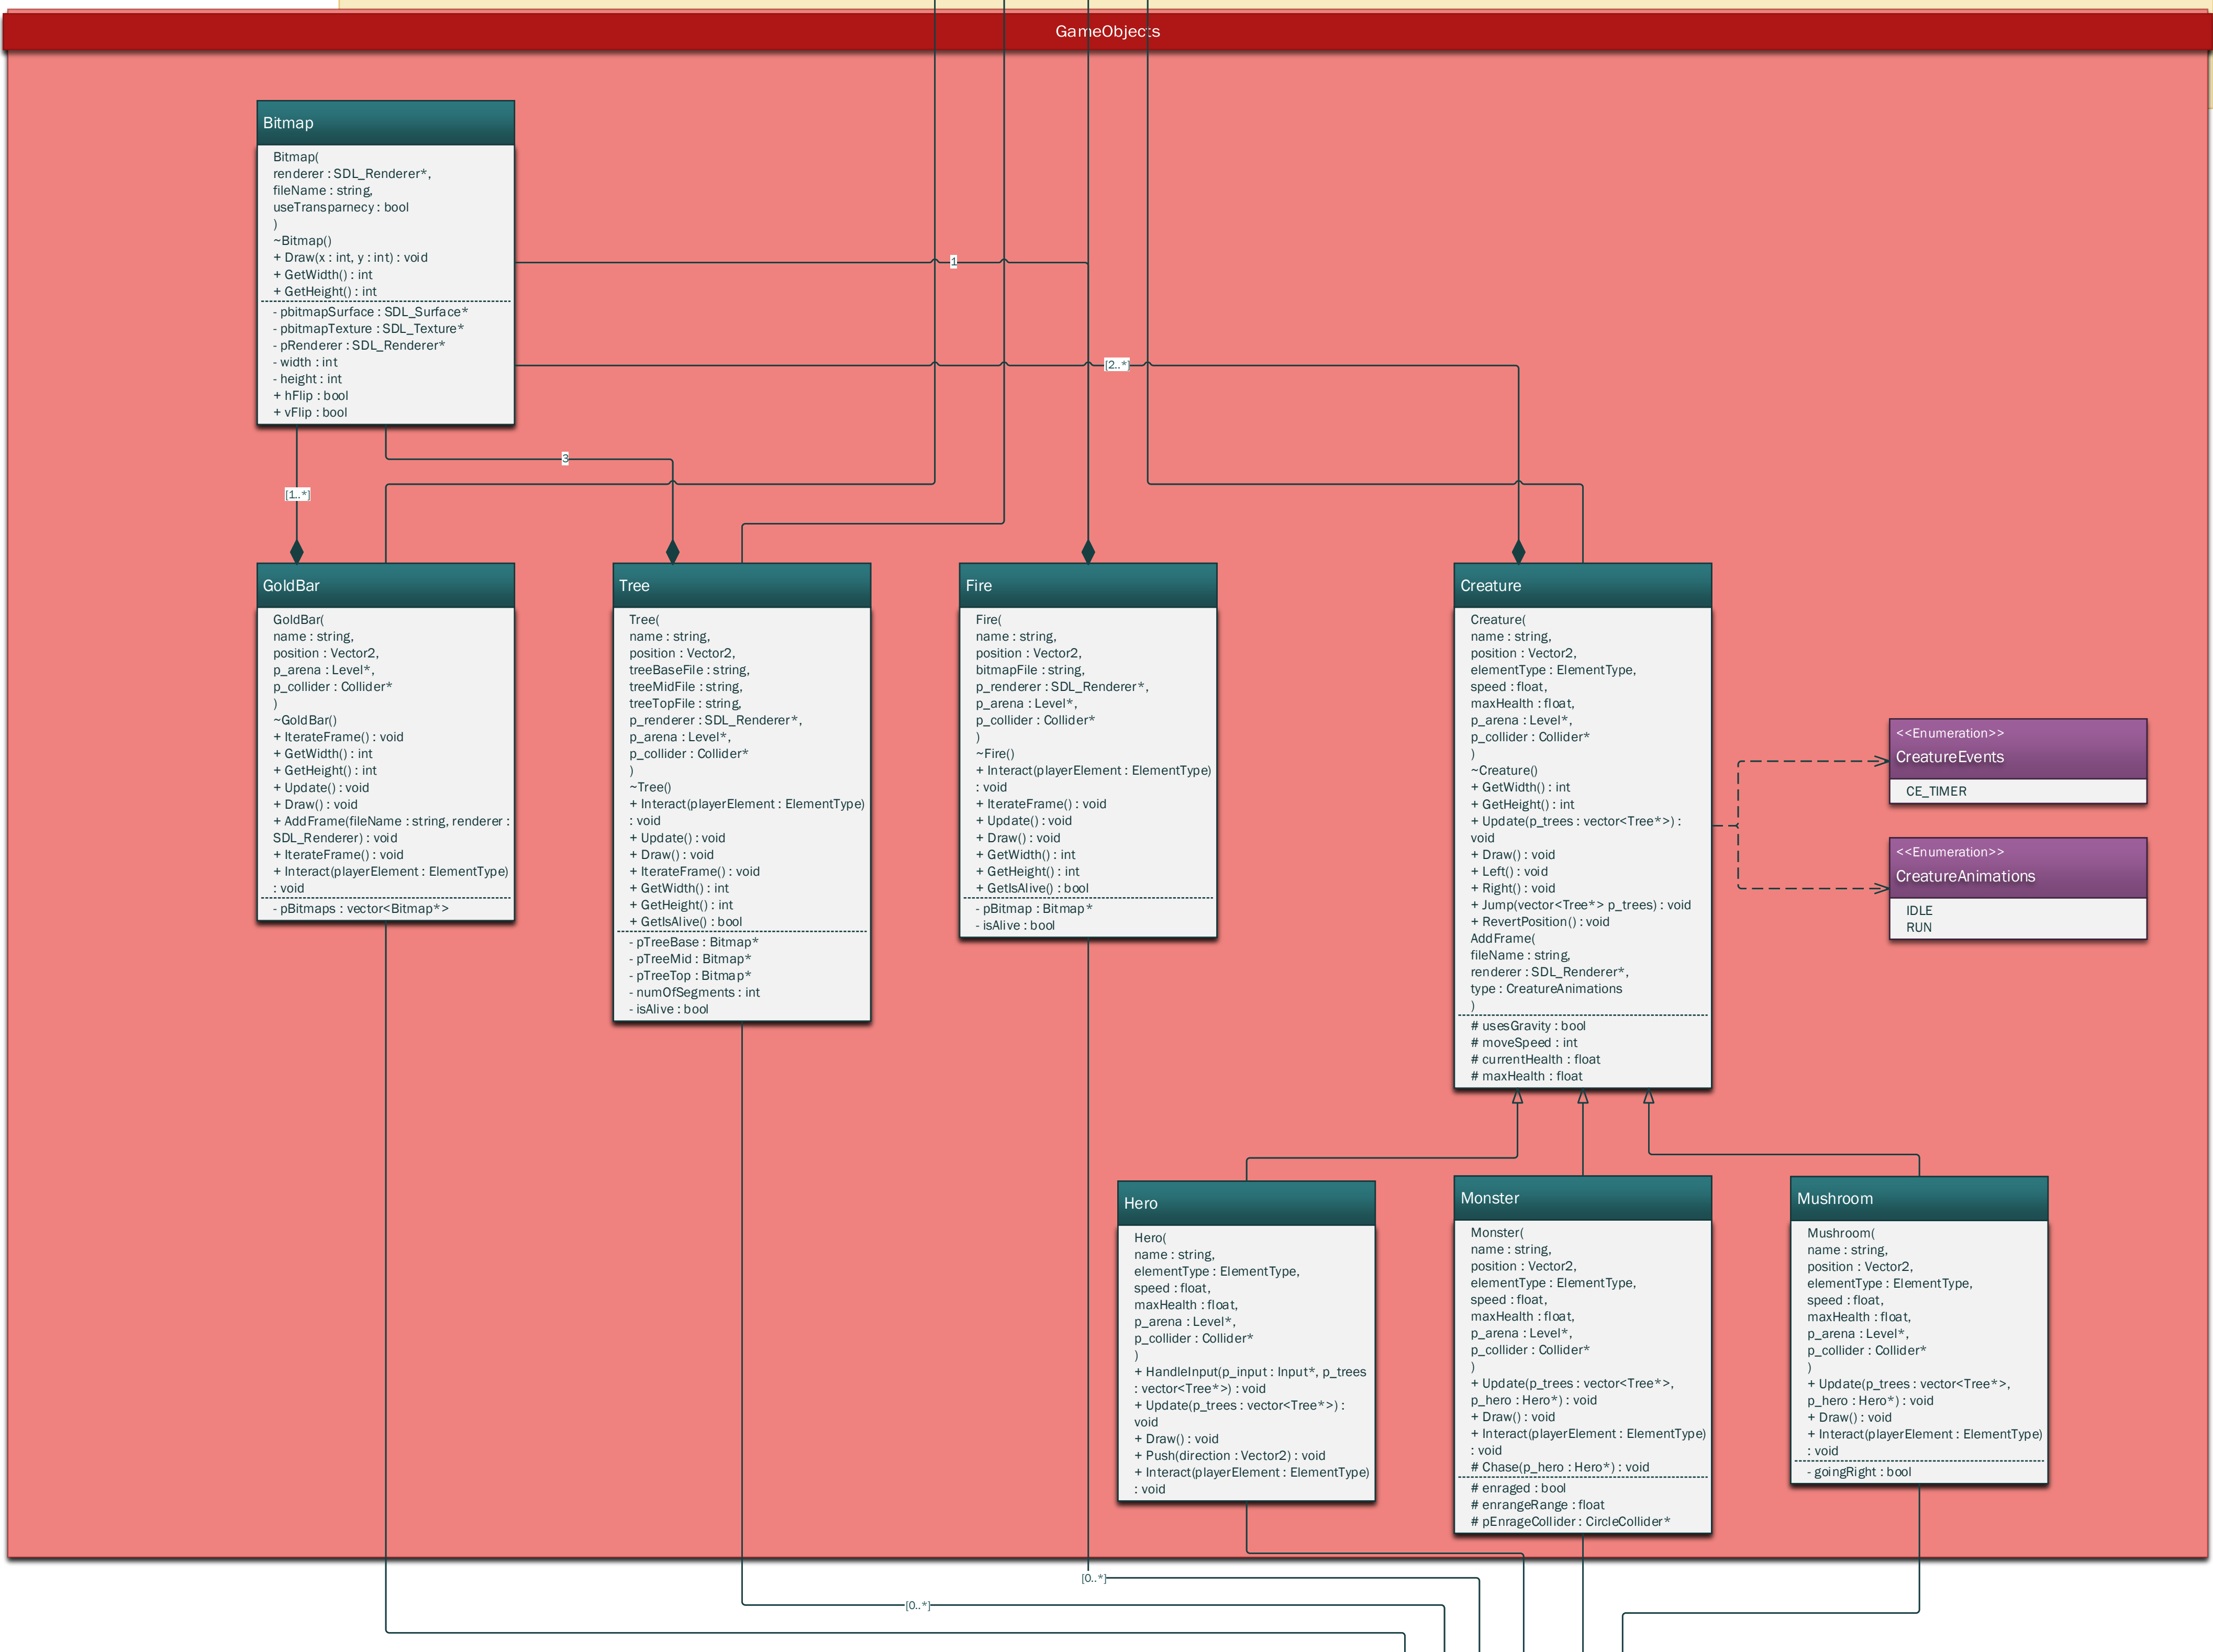 GameObjects
Bitmap
Bitmap(
renderer : SDL_Renderer*,
fileName : string,
useTransparnecy : bool
)
~Bitmap()
+ Draw(x : int, y : int) : void
+ GetWidth() : int
+ GetHeight() : int
- pbitmapSurface : SDL_Surface*
- pbitmapTexture : SDL_Texture*
- pRenderer : SDL_Renderer*
- width : int
- height : int
+ hFlip : bool
+ vFlip : bool
1
[2..*]
3
[1..*]
GoldBar
GoldBar(
name : string,
position : Vector2,
p_arena : Level*,
p_collider : Collider*
)
~GoldBar()
+ IterateFrame() : void
+ GetWidth() : int
+ GetHeight() : int
+ Update() : void
+ Draw() : void
+ AddFrame(fileName : string, renderer :
SDL_Renderer) : void
+ IterateFrame() : void
+ Interact(playerElement : ElementType)
: void
- pBitmaps : vector<Bitmap*>
Tree
Tree(
name : string,
position : Vector2,
treeBaseFile : string,
treeMidFile : string,
treeTopFile : string,
p_renderer : SDL_Renderer*,
p_arena : Level*,
p_collider : Collider*
)
~Tree()
+ Interact(playerElement : ElementType)
: void
+ Update() : void
+ Draw() : void
+ IterateFrame() : void
+ GetWidth() : int
+ GetHeight() : int
+ GetIsAlive() : bool
- pTreeBase : Bitmap*
- pTreeMid : Bitmap*
- pTreeTop : Bitmap*
- numOfSegments : int
- isAlive : bool
Fire
Fire(
name : string,
position : Vector2,
bitmapFile : string,
p_renderer : SDL_Renderer*,
p_arena : Level*,
p_collider : Collider*
)
~Fire()
+ Interact(playerElement : ElementType)
: void
+ IterateFrame() : void
+ Update() : void
+ Draw() : void
+ GetWidth() : int
+ GetHeight() : int
+ GetIsAlive() : bool
- pBitmap : Bitmap*
- isAlive : bool
Creature
Creature(
name : string,
position : Vector2,
elementType : ElementType,
speed : float,
maxHealth : float,
p_arena : Level*,
p_collider : Collider*
)
~Creature()
+ GetWidth() : int
+ GetHeight() : int
+ Update(p_trees : vector<Tree*>) :
void
+ Draw() : void
+ Left() : void
+ Right() : void
+ Jump(vector<Tree*> p_trees) : void
+ RevertPosition() : void
AddFrame(
fileName : string,
renderer : SDL_Renderer*,
type : CreatureAnimations
)
# usesGravity : bool
# moveSpeed : int
# currentHealth : float
# maxHealth : float
<<Enumeration>>
CreatureEvents
CE_TIMER
<<Enumeration>>
CreatureAnimations
IDLE
RUN
Hero
Hero(
name : string,
elementType : ElementType,
speed : float,
maxHealth : float,
p_arena : Level*,
p_collider : Collider*
)
+ HandleInput(p_input : Input*, p_trees
: vector<Tree*>) : void
+ Update(p_trees : vector<Tree*>) :
void
+ Draw() : void
+ Push(direction : Vector2) : void
+ Interact(playerElement : ElementType)
: void
Monster
Monster(
name : string,
position : Vector2,
elementType : ElementType,
speed : float,
maxHealth : float,
p_arena : Level*,
p_collider : Collider*
)
+ Update(p_trees : vector<Tree*>,
p_hero : Hero*) : void
+ Draw() : void
+ Interact(playerElement : ElementType)
: void
# Chase(p_hero : Hero*) : void
# enraged : bool
# enrangeRange : float
# pEnrageCollider : CircleCollider*
Mushroom
Mushroom(
name : string,
position : Vector2,
elementType : ElementType,
speed : float,
maxHealth : float,
p_arena : Level*,
p_collider : Collider*
)
+ Update(p_trees : vector<Tree*>,
p_hero : Hero*) : void
+ Draw() : void
+ Interact(playerElement : ElementType)
: void
- goingRight : bool
[0..*]
[0..*]